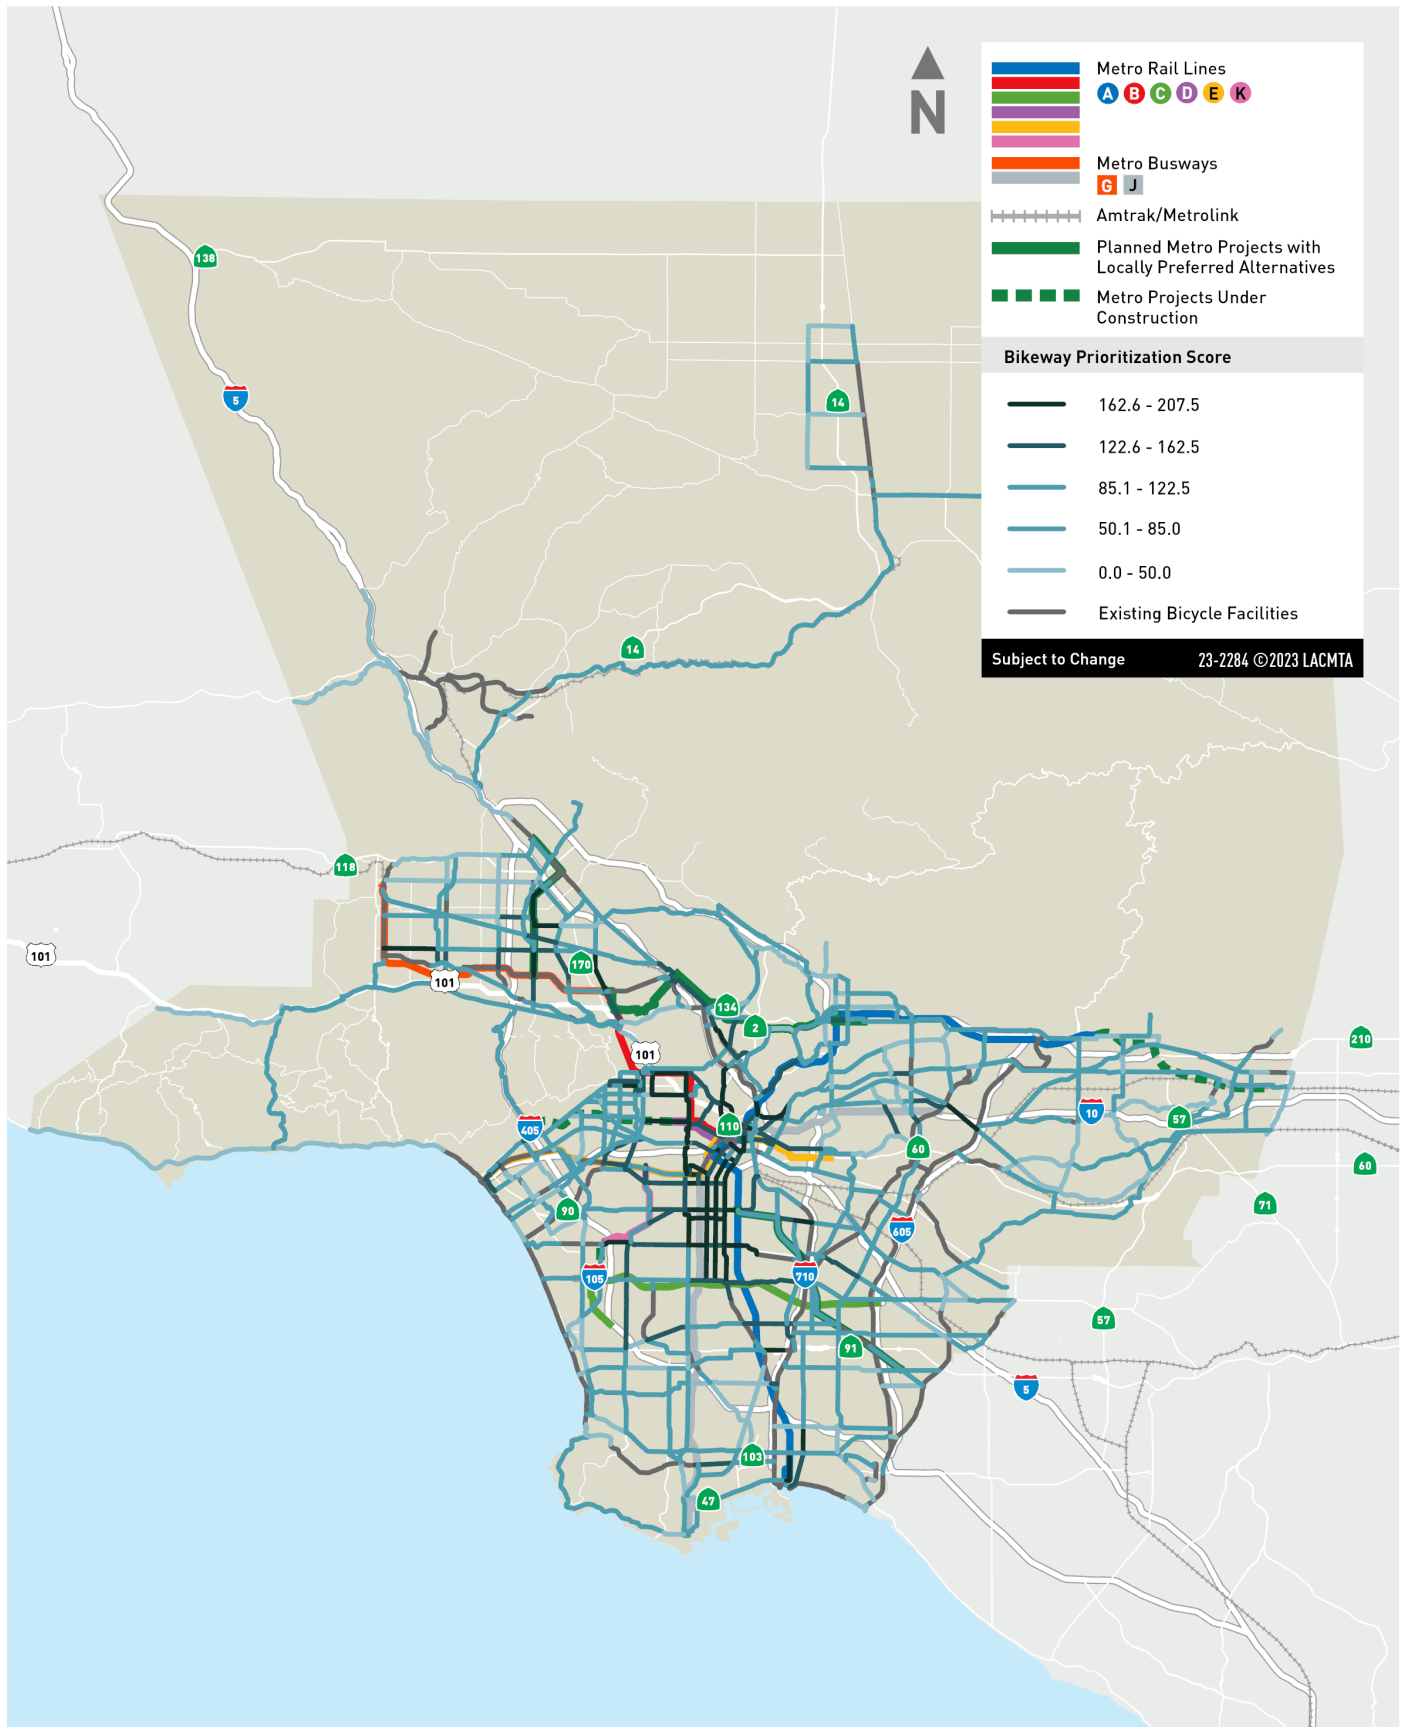 N
Metro Rail Lines
A B C D E K
Metro Busways
G J
Amtrak/Metrolink
Planned Metro Projects with
Locally Preferred Alternatives
Metro Projects Under
Construction
Bikeway Prioritization Score
162.6 - 207.5
122.6 - 162.5
85.1 - 122.5
50.1 - 85.0
0.0 - 50.0
Existing Bicycle Facilities
Subject to Change 23-2284 ©2023 LACMTA
138
5
14
14
118
101
170
101
134
2
101
210
405
110
10
57
60
60
90
605
71
105
710
57
91
5
103
47